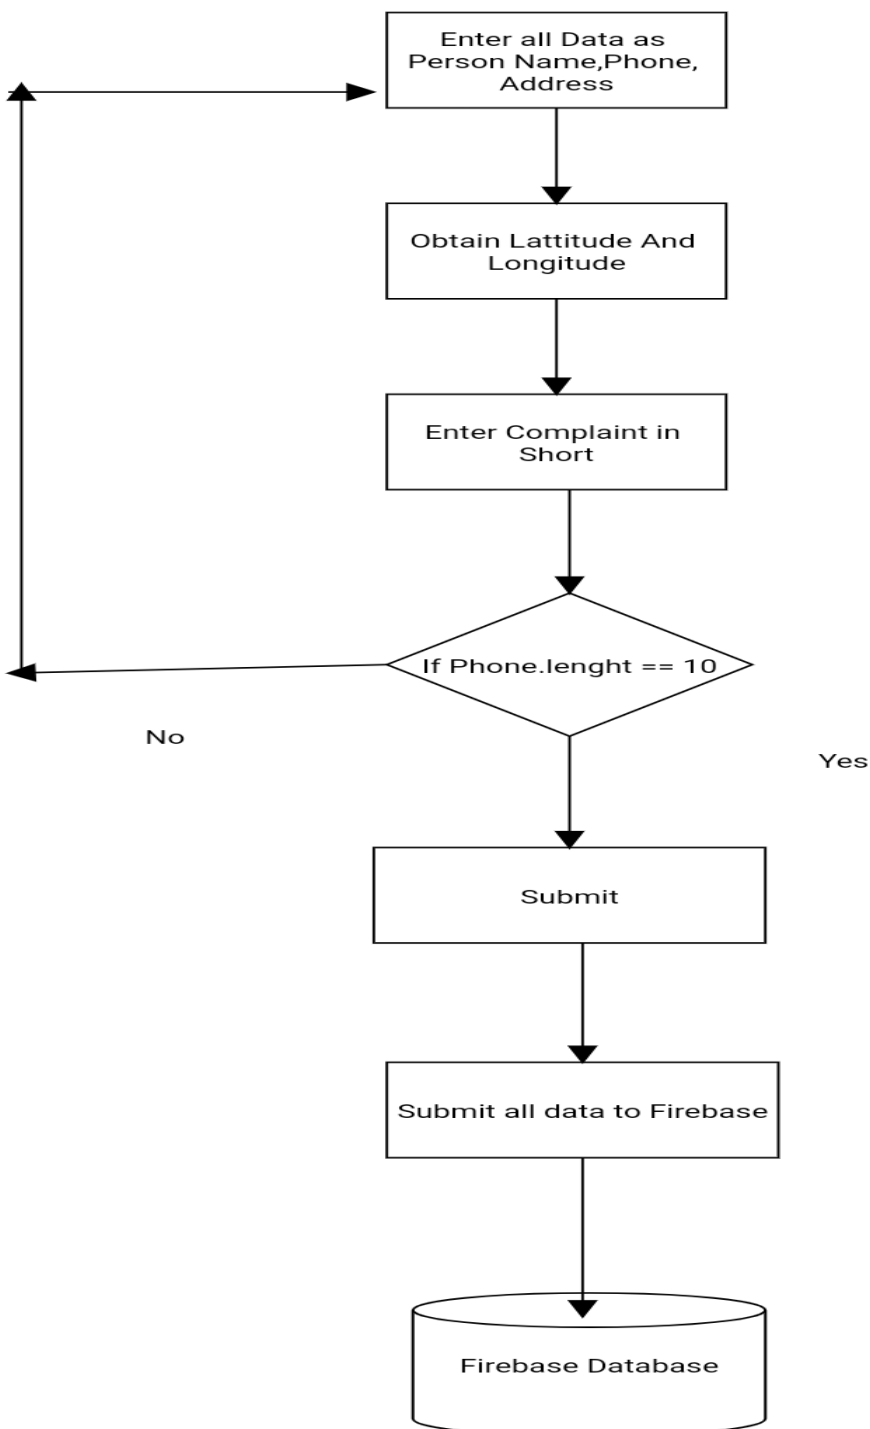 Enter all Data as
Person Name,Phone,
Address
Obtain Lattitude And
Longitude
Enter Complaint in
Short
If Phone.lenght == 10
No
Yes
Submit
Submit all data to Firebase
Firebase Database